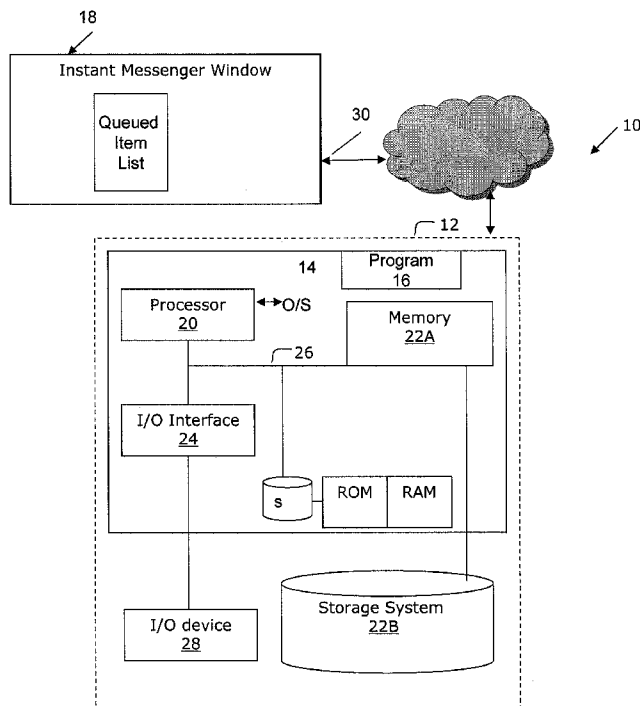 18
Instant Messenger Window
Queued
Item
List
30
10
12
14
Program
16
Processor
20
O/S
Memory
22A
26
I/O Interface
24
s
ROM
RAM
I/O device
28
Storage System
22B